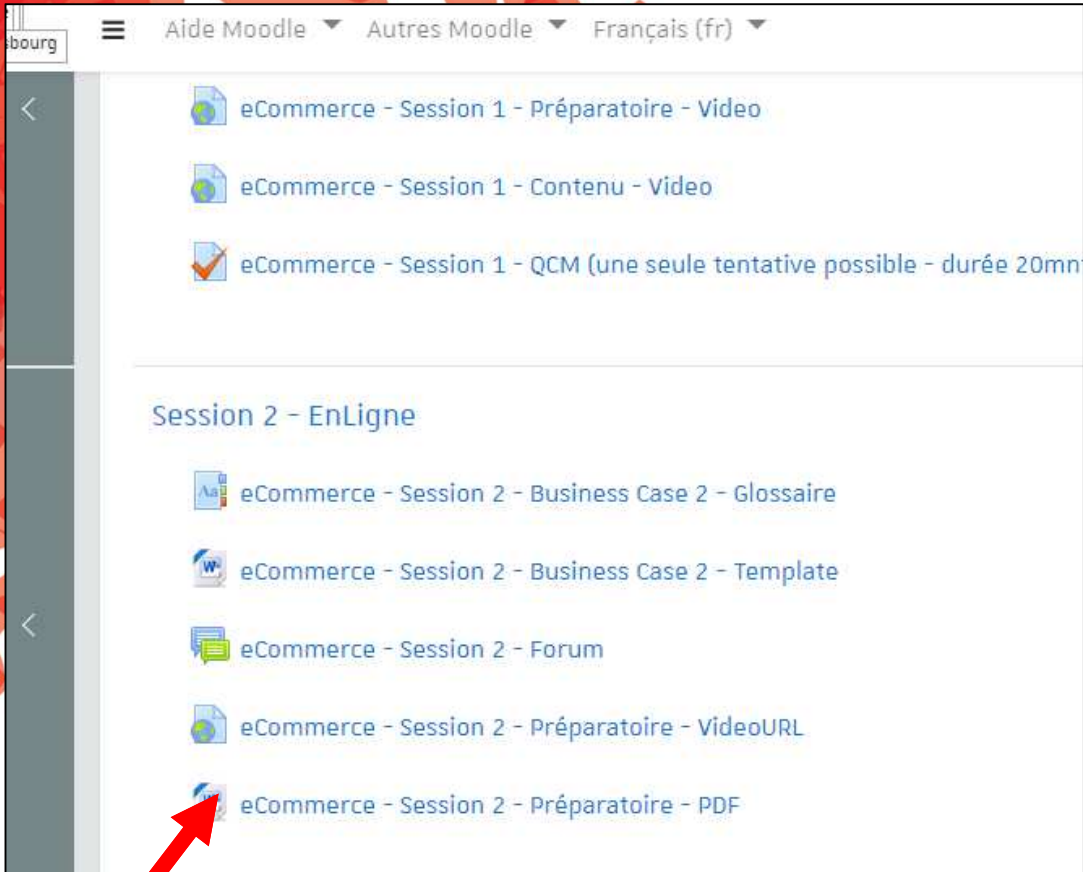 sbourg
Aide Moodle Autres Moodle Français (fr)
eCommerce - Session 1 - Préparatoire - Video
eCommerce - Session 1 - Contenu - Video
eCommerce - Session 1 - QCM (une seule tentative possible - durée 20mn
Session 2 - EnLigne
eCommerce - Session 2 - Business Case 2 - Glossaire
eCommerce - Session 2 - Business Case 2 - Template
eCommerce - Session 2 - Forum
eCommerce - Session 2 - Préparatoire - VideoURL
eCommerce - Session 2 - Préparatoire - PDF